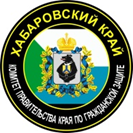 ХАБАРОВСКИЙ КРАЙ
КОМИТЕТ ПРАВИТЕЛЬСТВА КРАЯ ПО ГРАЖДАНСКОЙ ЗАЩИТЕ